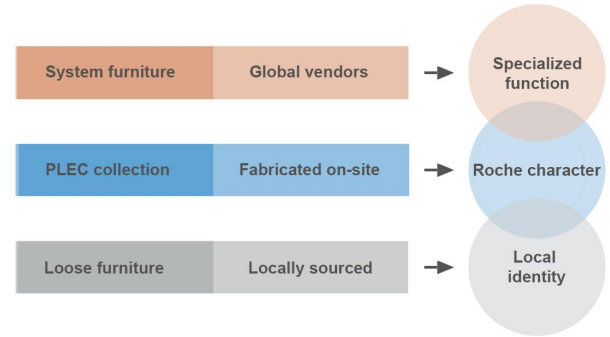 System furniture Global vendors Specialized
function
PLEC collection Fabricated on-site Roche character
Loose furniture Locally sourced Local
identity